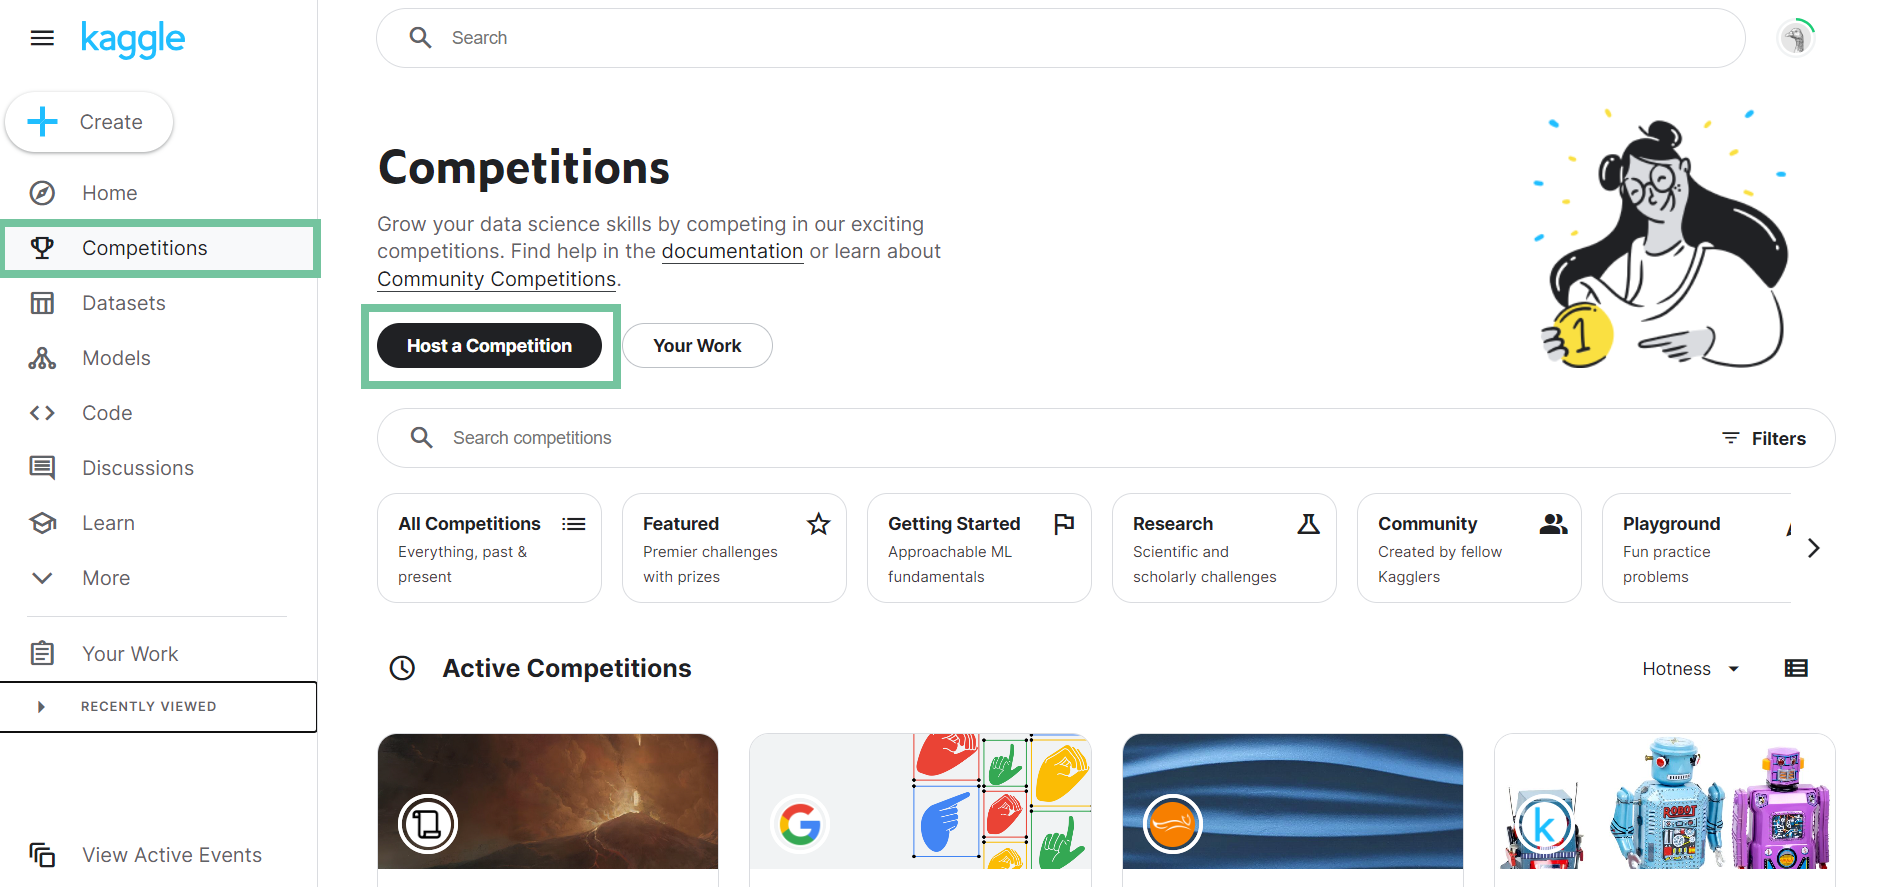 kaggle
Search
Create
Home
Competitions
Datasets
Models
Code
Discussions
Learn
More
Your Work
RECENTLY VIEWED
View Active Events
Competitions
Grow your data science skills by competing in our exciting
competitions. Find help in the documentation or learn about
Community Competitions.
Host a Competition
Your Work
1
Search competitions
Filters
All Competitions
Everything, past &
present
Featured
Premier challenges
with prizes
Getting Started
Approachable ML
fundamentals
Research
Scientific and
scholarly challenges
Community
Created by fellow
Kagglers
Playground
Fun practice
problems
Active Competitions
Hotness
G
k
ROBOT